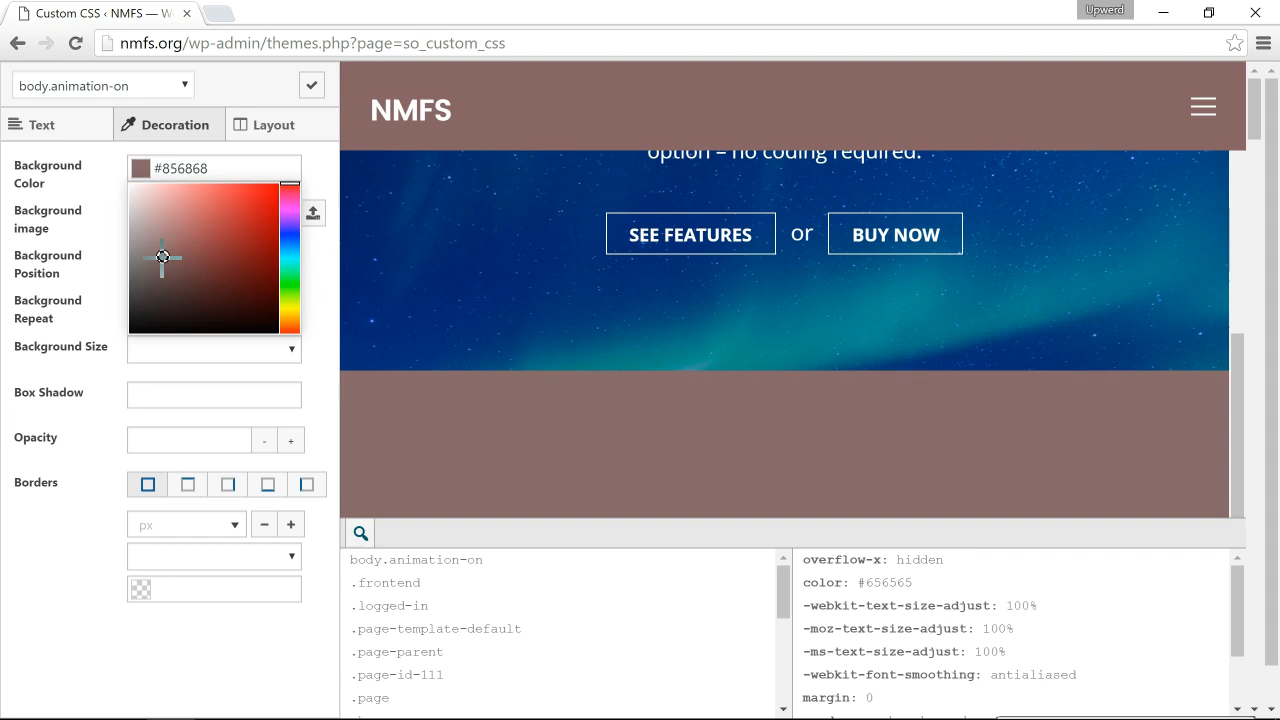 Custom CSS ‹ NMFS — W
Upwerd
nmfs.org/wp-admin/themes.php?page=so_custom_css
body.animation-on
Text
Decoration
Layout
Background
Color
#856868
Background
image
Background
Position
Background
Repeat
Background Size
Box Shadow
Opacity
-
+
Borders
px
NMFS
option – no coding required.
SEE FEATURES
or
BUY NOW
body.animation-on
.frontend
.logged-in
.page-template-default
.page-parent
.page-id-111
.page
overflow-x: hidden
color: #656565
-webkit-text-size-adjust: 100%
-moz-text-size-adjust: 100%
-ms-text-size-adjust: 100%
-webkit-font-smoothing: antialiased
margin: 0